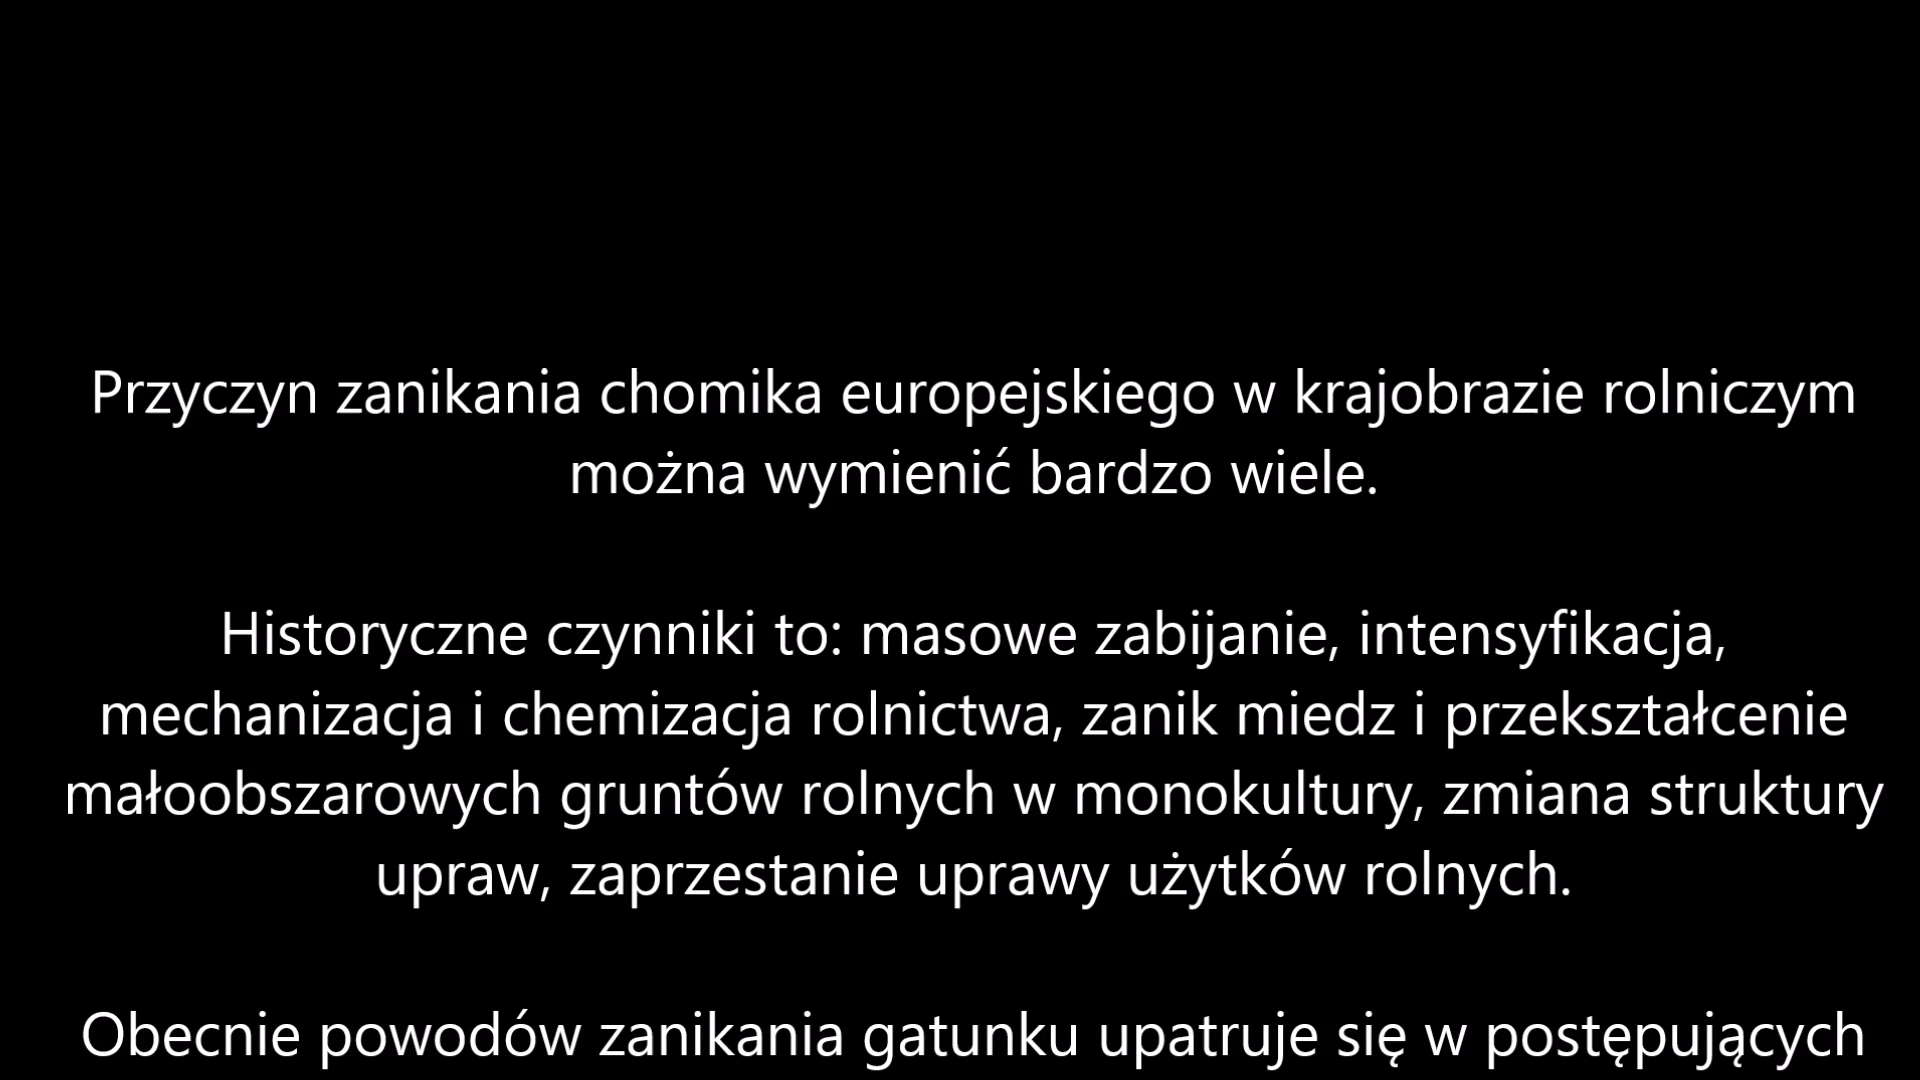 Przyczyn zanikania chomika europejskiego w krajobrazie rolniczym
można wymienić bardzo wiele.
Historyczne czynniki to: masowe zabijanie, intensyfikacja,
mechanizacja i chemizacja rolnictwa, zanik miedz i przekształcenie
małoobszarowych gruntów rolnych w monokultury, zmiana struktury
upraw, zaprzestanie uprawy użytków rolnych.
Obecnie powodów zanikania gatunku upatruje się w postępujących